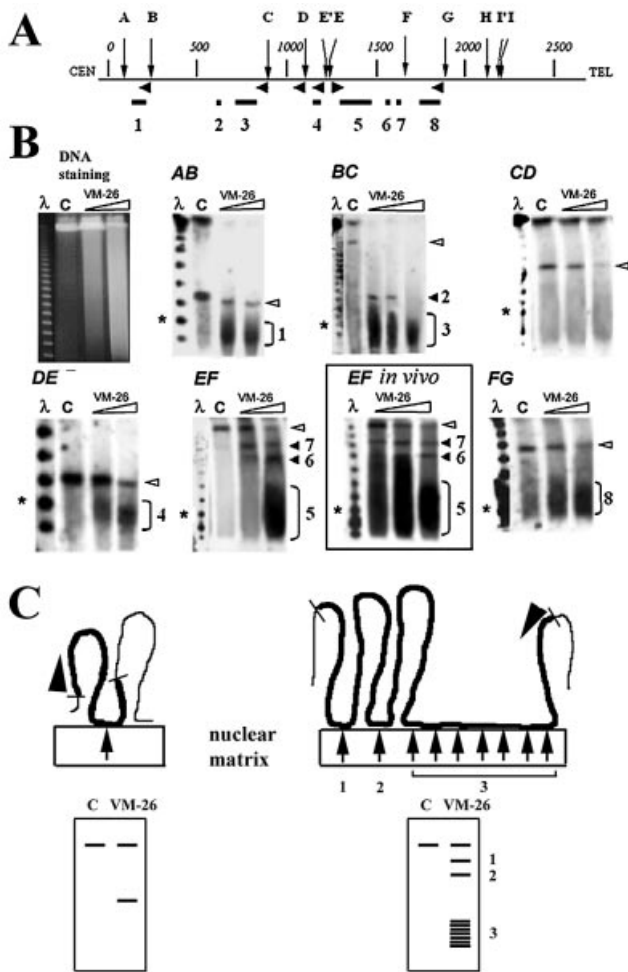 A
A B C D E' E F G H I' I
0 500 1000 1500 2000 2500
CEN TEL
1 2 3 4 5 6 7 8
B
DNA staining
λ C VM-26
AB
λ C VM-26
* 1
BC
λ C VM-26
2
* 3
CD
λ C VM-26
*
DE
λ C VM-26
* 4
EF
λ C VM-26
7
6
* 5
EF in vivo
λ VM-26
7
6
* 5
FG
λ C VM-26
* 8
C
nuclear matrix
1 2 3
C VM-26
C VM-26
1
2
3